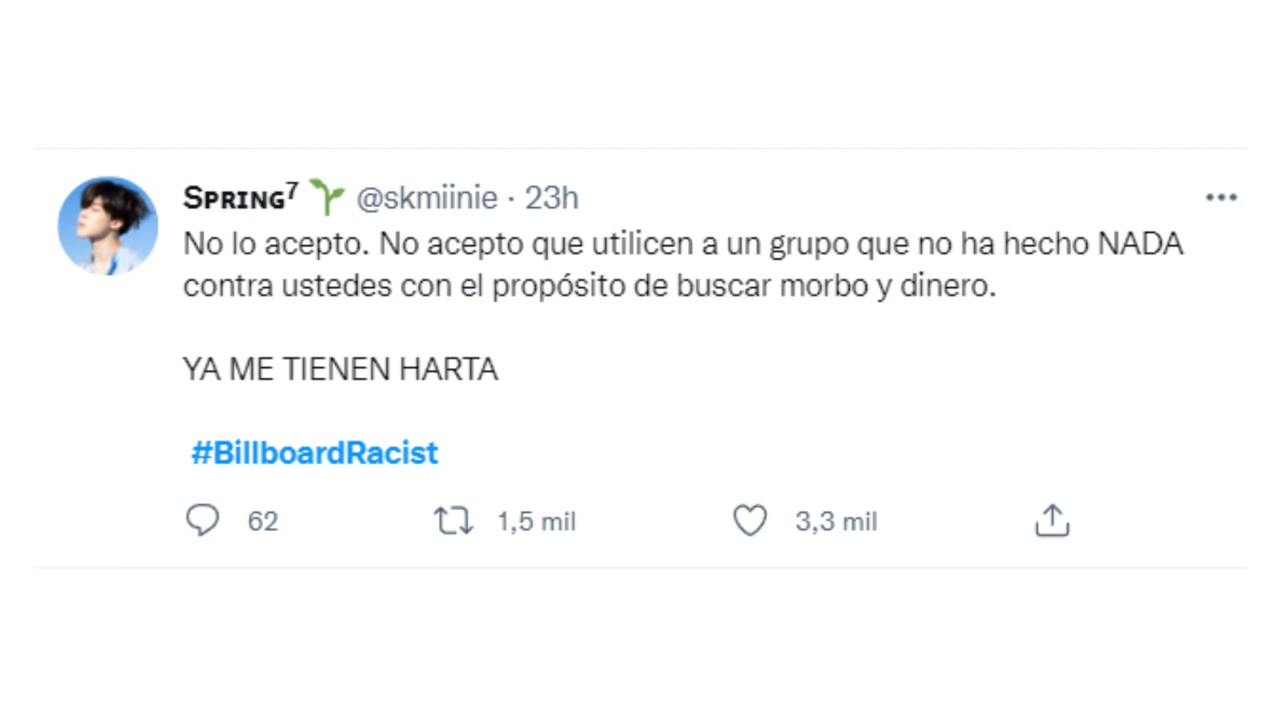 Spring⁷ 🌱 @skmiinie · 23h
No lo acepto. No acepto que utilicen a un grupo que no ha hecho NADA
contra ustedes con el propósito de buscar morbo y dinero.
YA ME TIENEN HARTA
#BillboardRacist
62 1,5 mil 3,3 mil